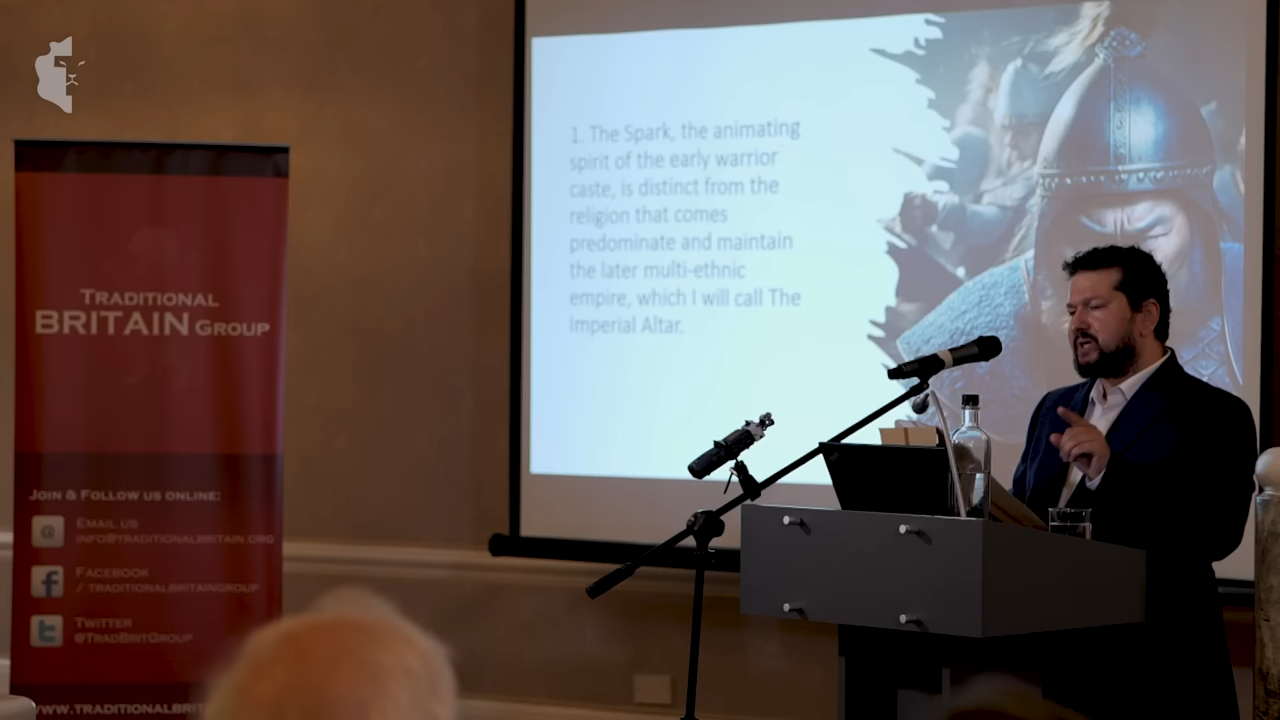 TRADITIONAL
BRITAIN GROUP
JOIN & FOLLOW US ONLINE:
@
EMAIL US
INFO@TRADITIONALBRITAIN.ORG
f
FACEBOOK
/ TRADITIONALBRITAINGROUP
t
TWITTER
@TRADBRITGROUP
WWW.TRADITIONALBRIT
1. The Spark, the animating
spirit of the early warrior
caste, is distinct from the
religion that comes
predominate and maintain
the later multi-ethnic
empire, which I will call The
Imperial Altar.